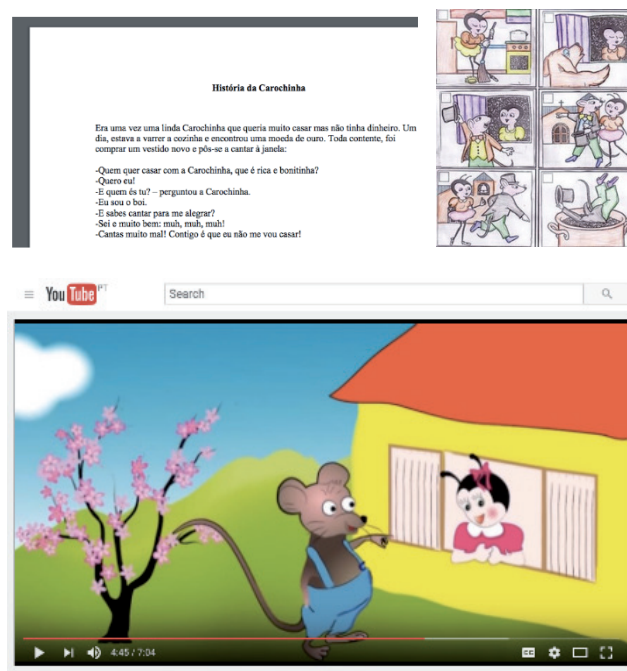 História da Carochinha
Era uma vez uma linda Carochinha que queria muito casar mas não tinha dinheiro. Um
dia, estava a varrer a cozinha e encontrou uma moeda de ouro. Toda contente, foi
comprar um vestido novo e pôs-se a cantar à janela:
-Quem quer casar com a Carochinha, que é rica e bonitinha?
-Quero eu!
-E quem és tu? – perguntou a Carochinha.
-Eu sou o boi.
-E sabes cantar para me alegrar?
-Sei e muito bem: muh, muh, muh!
-Cantas muito mal! Contigo é que eu não me vou casar!
YouTube PT
Search
4:45 / 7:04
CC